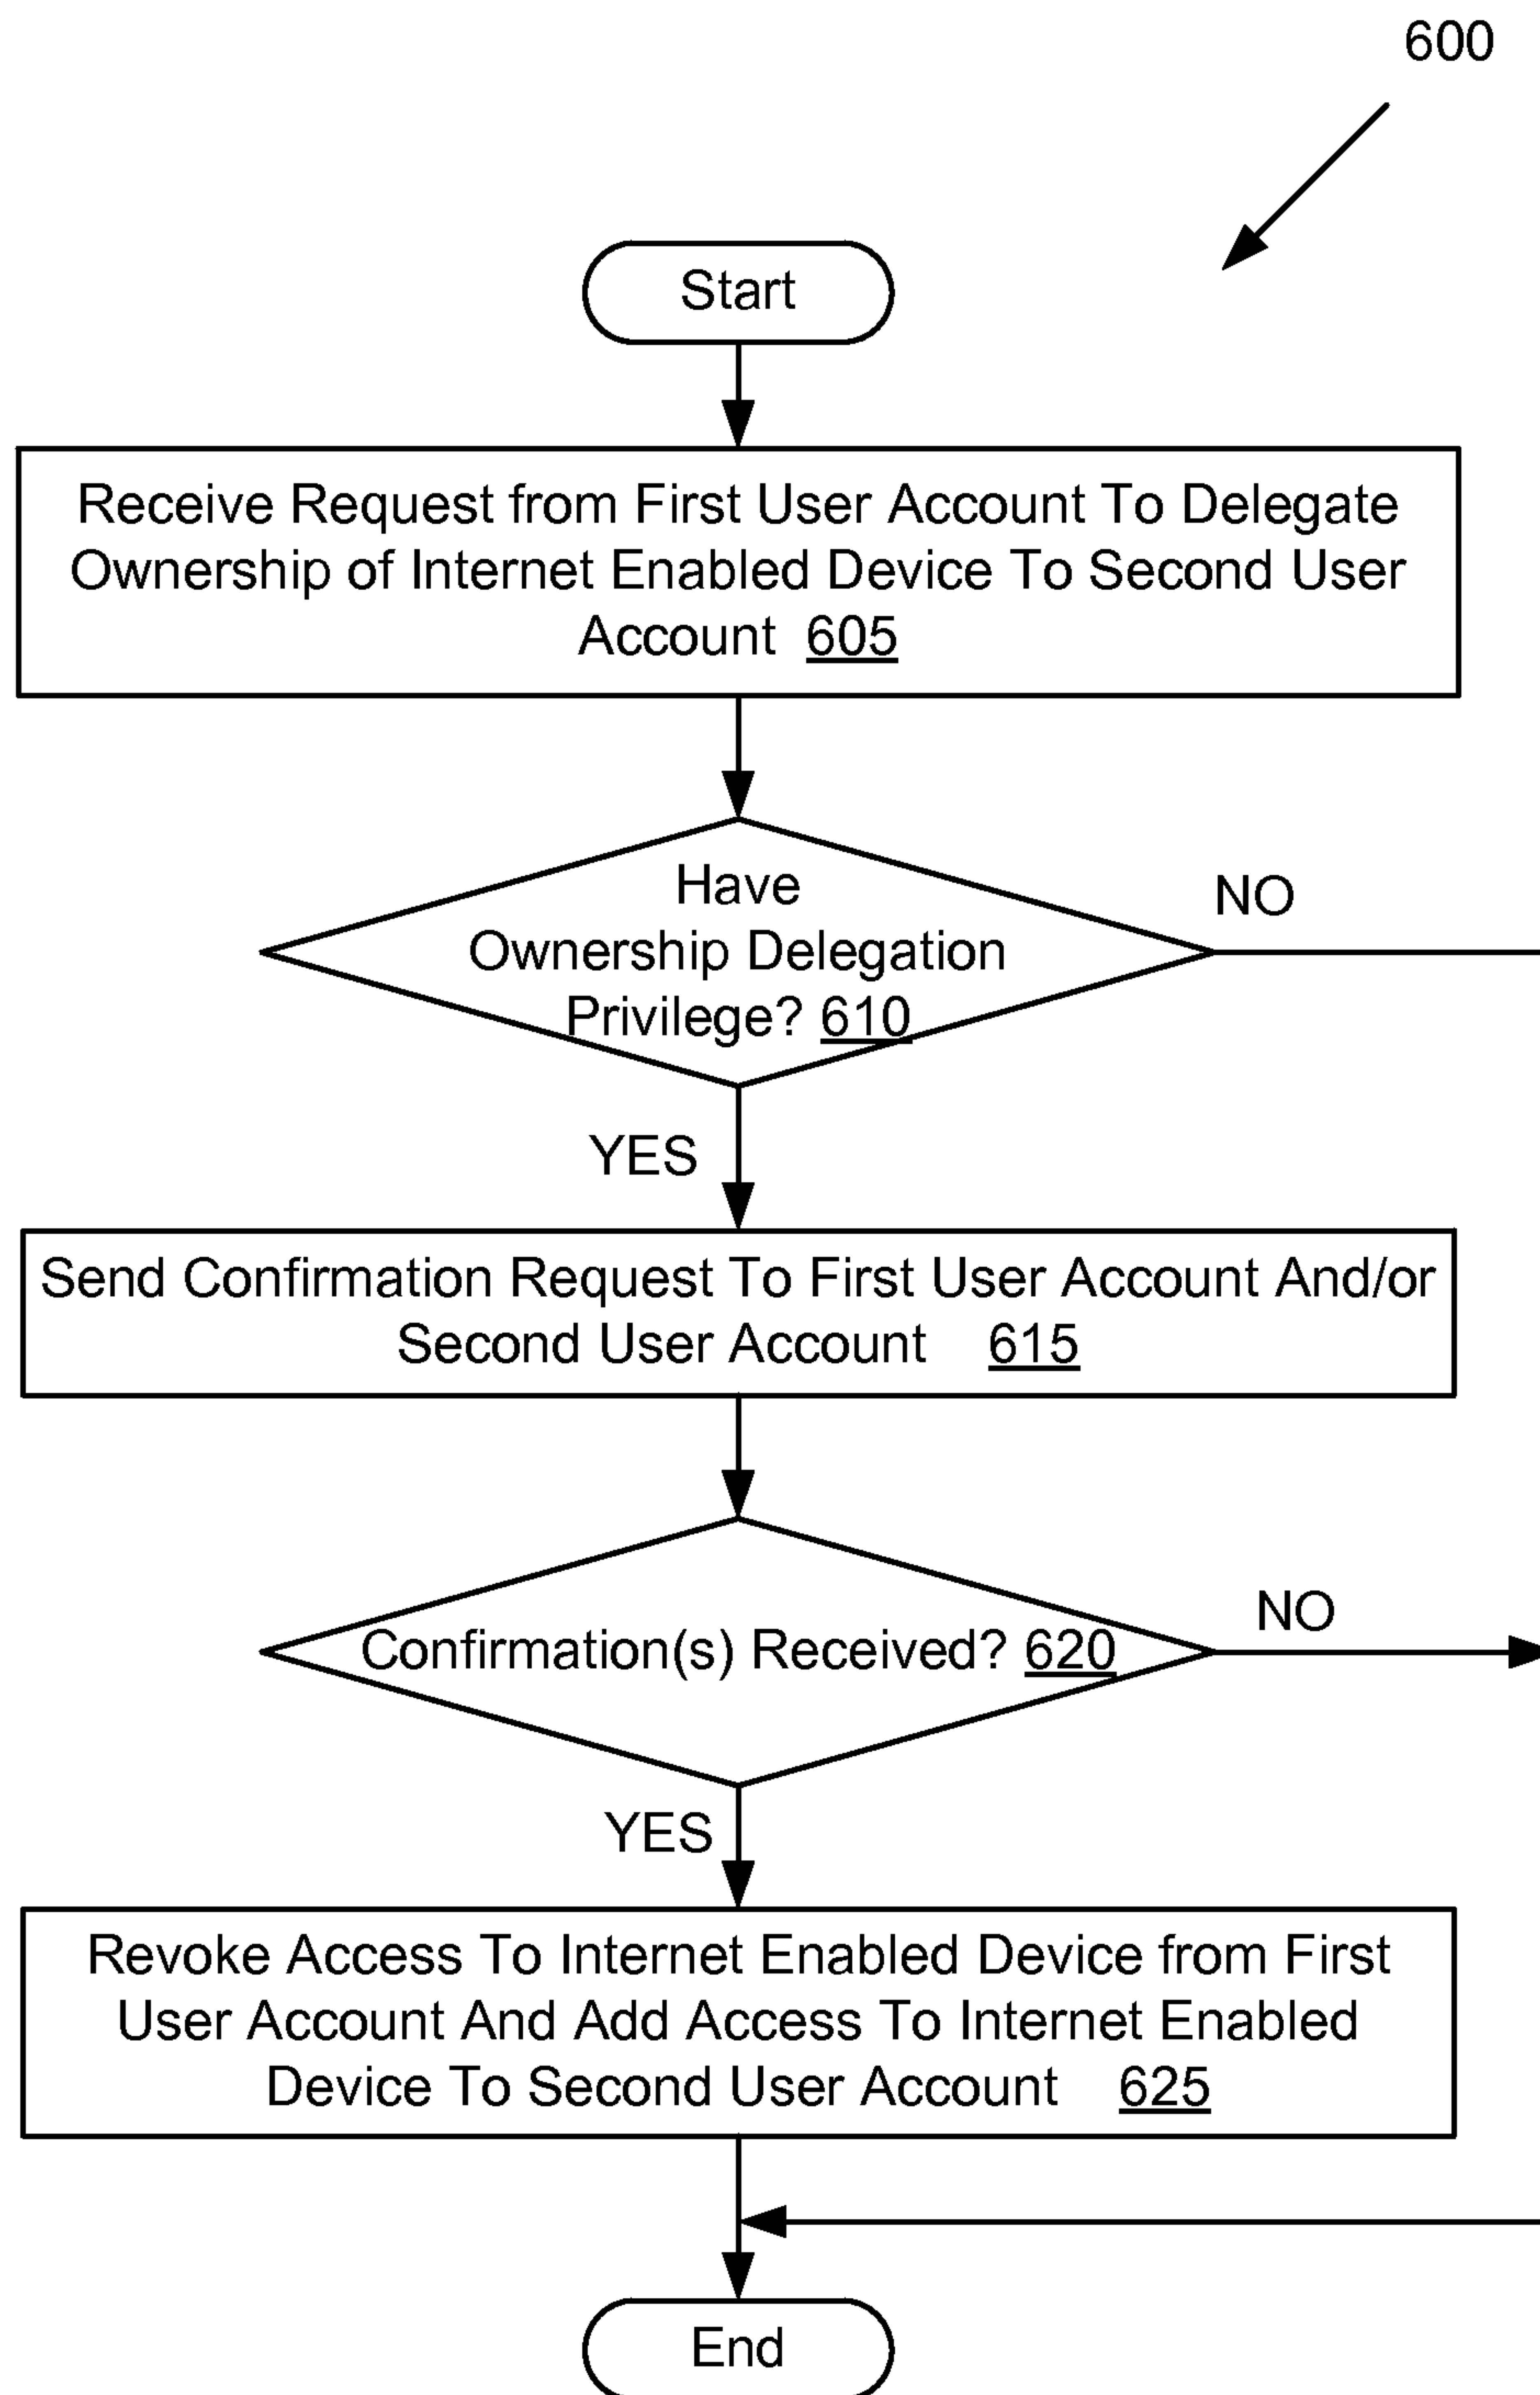 600
Start
Receive Request from First User Account To Delegate
Ownership of Internet Enabled Device To Second User
Account 605
Have
Ownership Delegation
Privilege? 610
NO
YES
Send Confirmation Request To First User Account And/or
Second User Account 615
Confirmation(s) Received? 620
NO
YES
Revoke Access To Internet Enabled Device from First
User Account And Add Access To Internet Enabled
Device To Second User Account 625
End